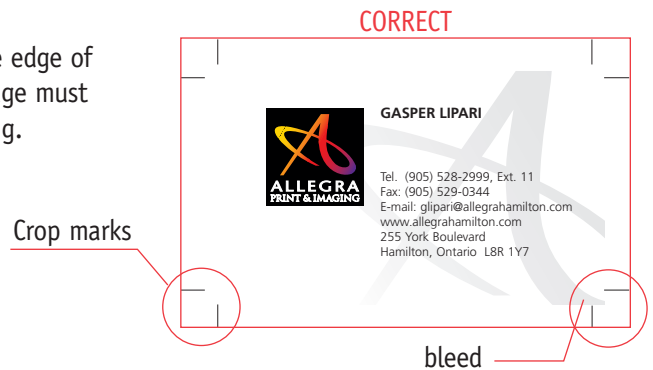 CORRECT
e edge of
ge must
g.
GASPER LIPARI
ALLEGRA
PRINT & IMAGING
Tel. (905) 528-2999, Ext. 11
Fax: (905) 529-0344
E-mail: glipari@allegrahamilton.com
www.allegrahamilton.com
255 York Boulevard
Hamilton, Ontario L8R 1Y7
Crop marks
bleed